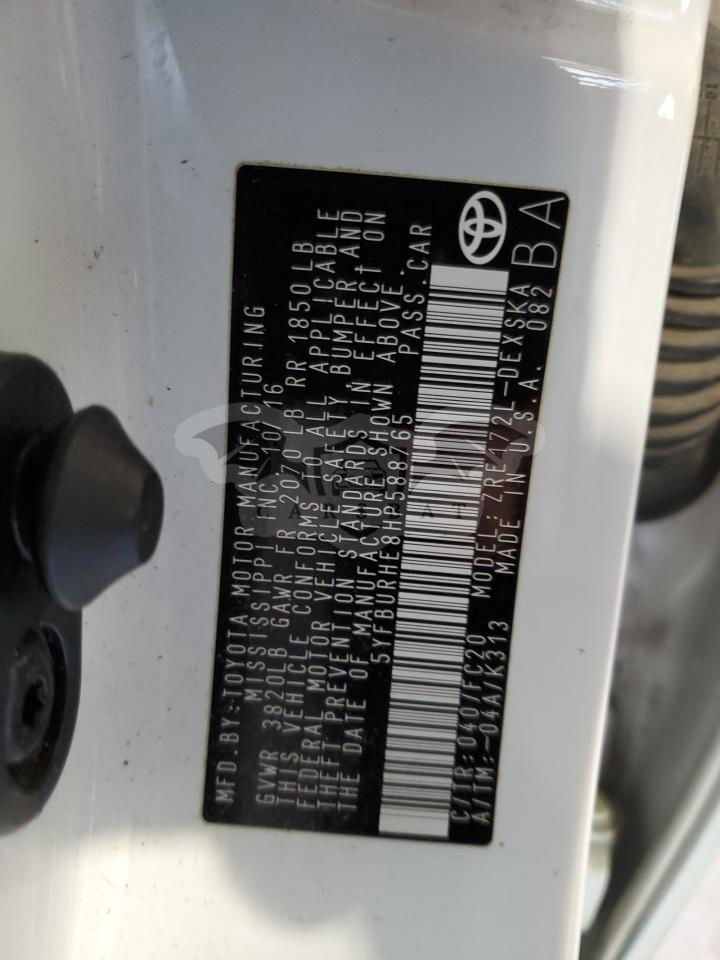 MFD.BY:TOYOTA MOTOR MANUFACTURING
MISSISSIPPI INC. 10/16
GVWR 3820LB GAWR FR 2070LB RR 1850LB
THIS VEHICLE CONFORMS TO ALL APPLICABLE
FEDERAL MOTOR VEHICLE SAFETY, BUMPER AND
THEFT PREVENTION STANDARDS IN EFFECT ON
THE DATE OF MANUFACTURE SHOWN ABOVE.
5YFBURHE8HP588765 PASS.CAR
C/TR:040/FC20 MODEL:ZRE172L-DEXSKA
A/TM:-04A/K313 MADE IN U.S.A. 082 BA